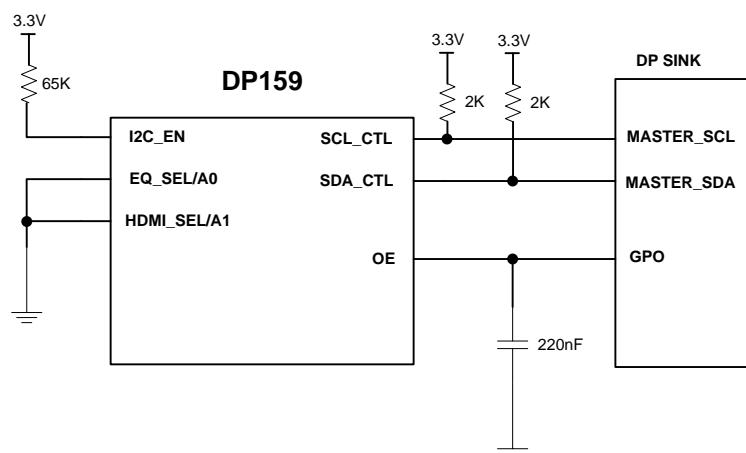 3.3V
65K
DP159
3.3V
3.3V
2K
2K
DP SINK
I2C_EN
SCL_CTL
MASTER_SCL
EQ_SEL/A0
SDA_CTL
MASTER_SDA
HDMI_SEL/A1
OE
GPO
220nF